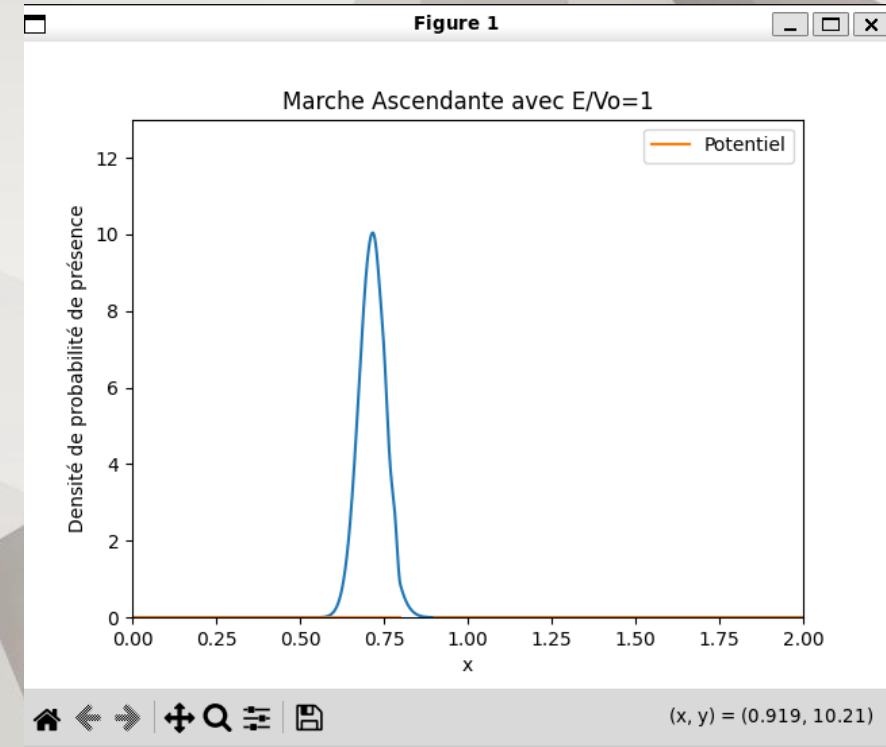 Figure 1
Marche Ascendante avec E/Vo=1
Potentiel
Densité de probabilité de présence
12
10
8
6
4
2
0
0.00 0.25 0.50 0.75 1.00 1.25 1.50 1.75 2.00
x
(x, y) = (0.919, 10.21)